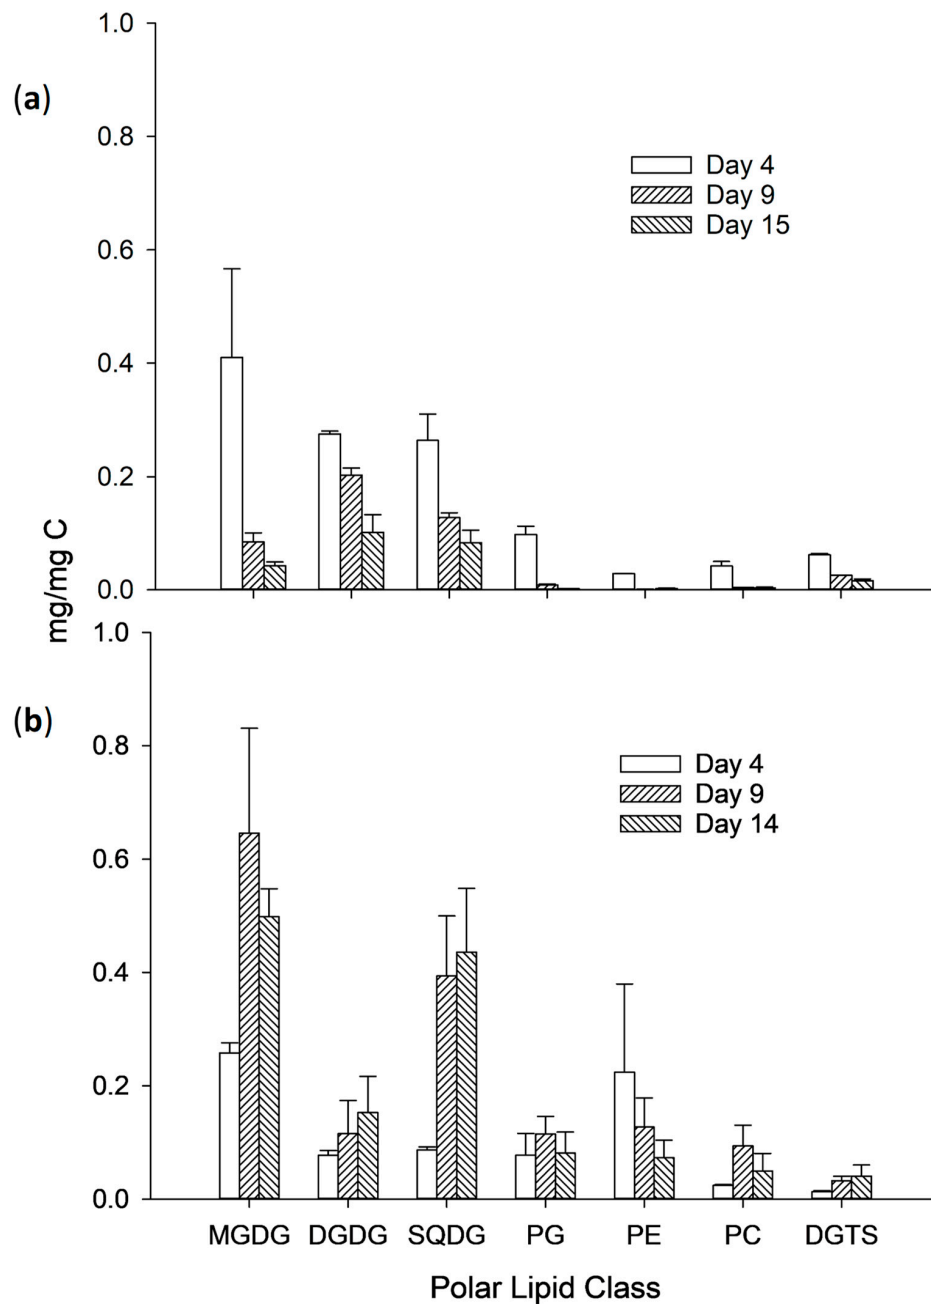 (a)
1.0
0.8
0.6
0.4
0.2
0.0
Day 4
Day 9
Day 15
mg/mg C
(b)
1.0
0.8
0.6
0.4
0.2
0.0
Day 4
Day 9
Day 14
MGDG DGDG SQDG PG PE PC DGTS
Polar Lipid Class